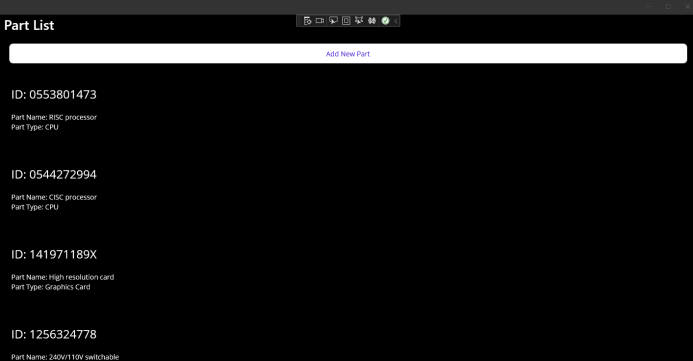 Part List
Add New Part
ID: 0553801473
Part Name: RISC processor
Part Type: CPU
ID: 0544272994
Part Name: CISC processor
Part Type: CPU
ID: 141971189X
Part Name: High resolution card
Part Type: Graphics Card
ID: 1256324778
Part Name: 240V/110V switchable